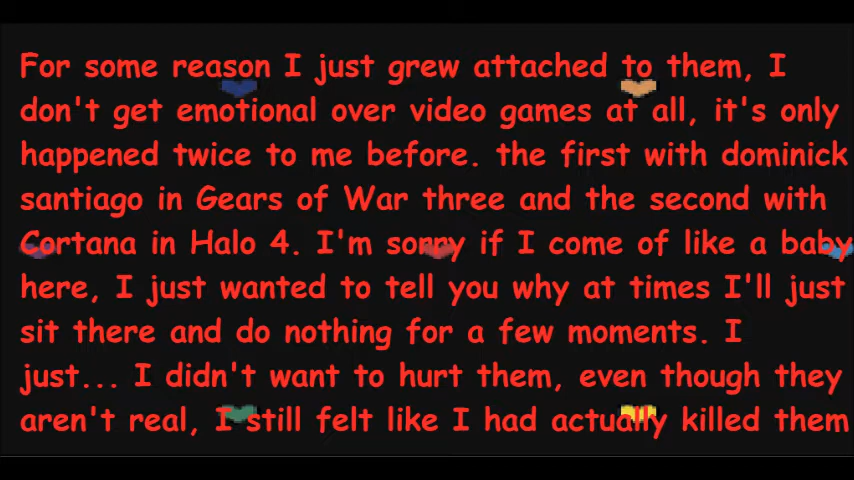 For some reason I just grew attached to them, I
don't get emotional over video games at all, it's only
happened twice to me before. the first with dominick
santiago in Gears of War three and the second with
Cortana in Halo 4. I'm sorry if I come of like a baby
here, I just wanted to tell you why at times I'll just
sit there and do nothing for a few moments. I
just... I didn't want to hurt them, even though they
aren't real, I still felt like I had actually killed them